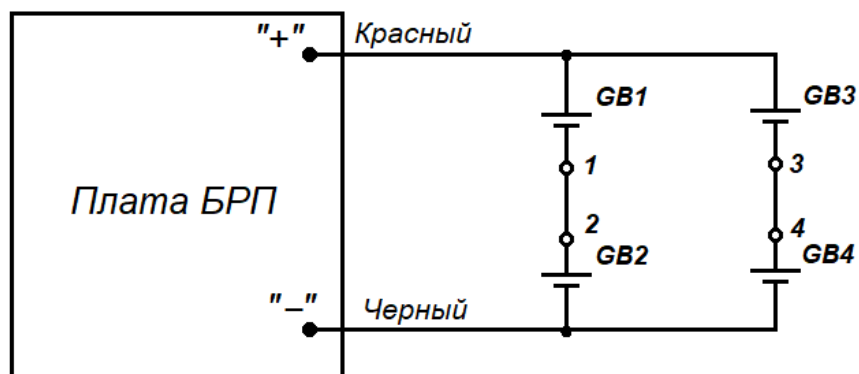 "+"
Красный
GB1
GB3
1
3
Плата БРП
2
4
GB2
GB4
"–"
Черный